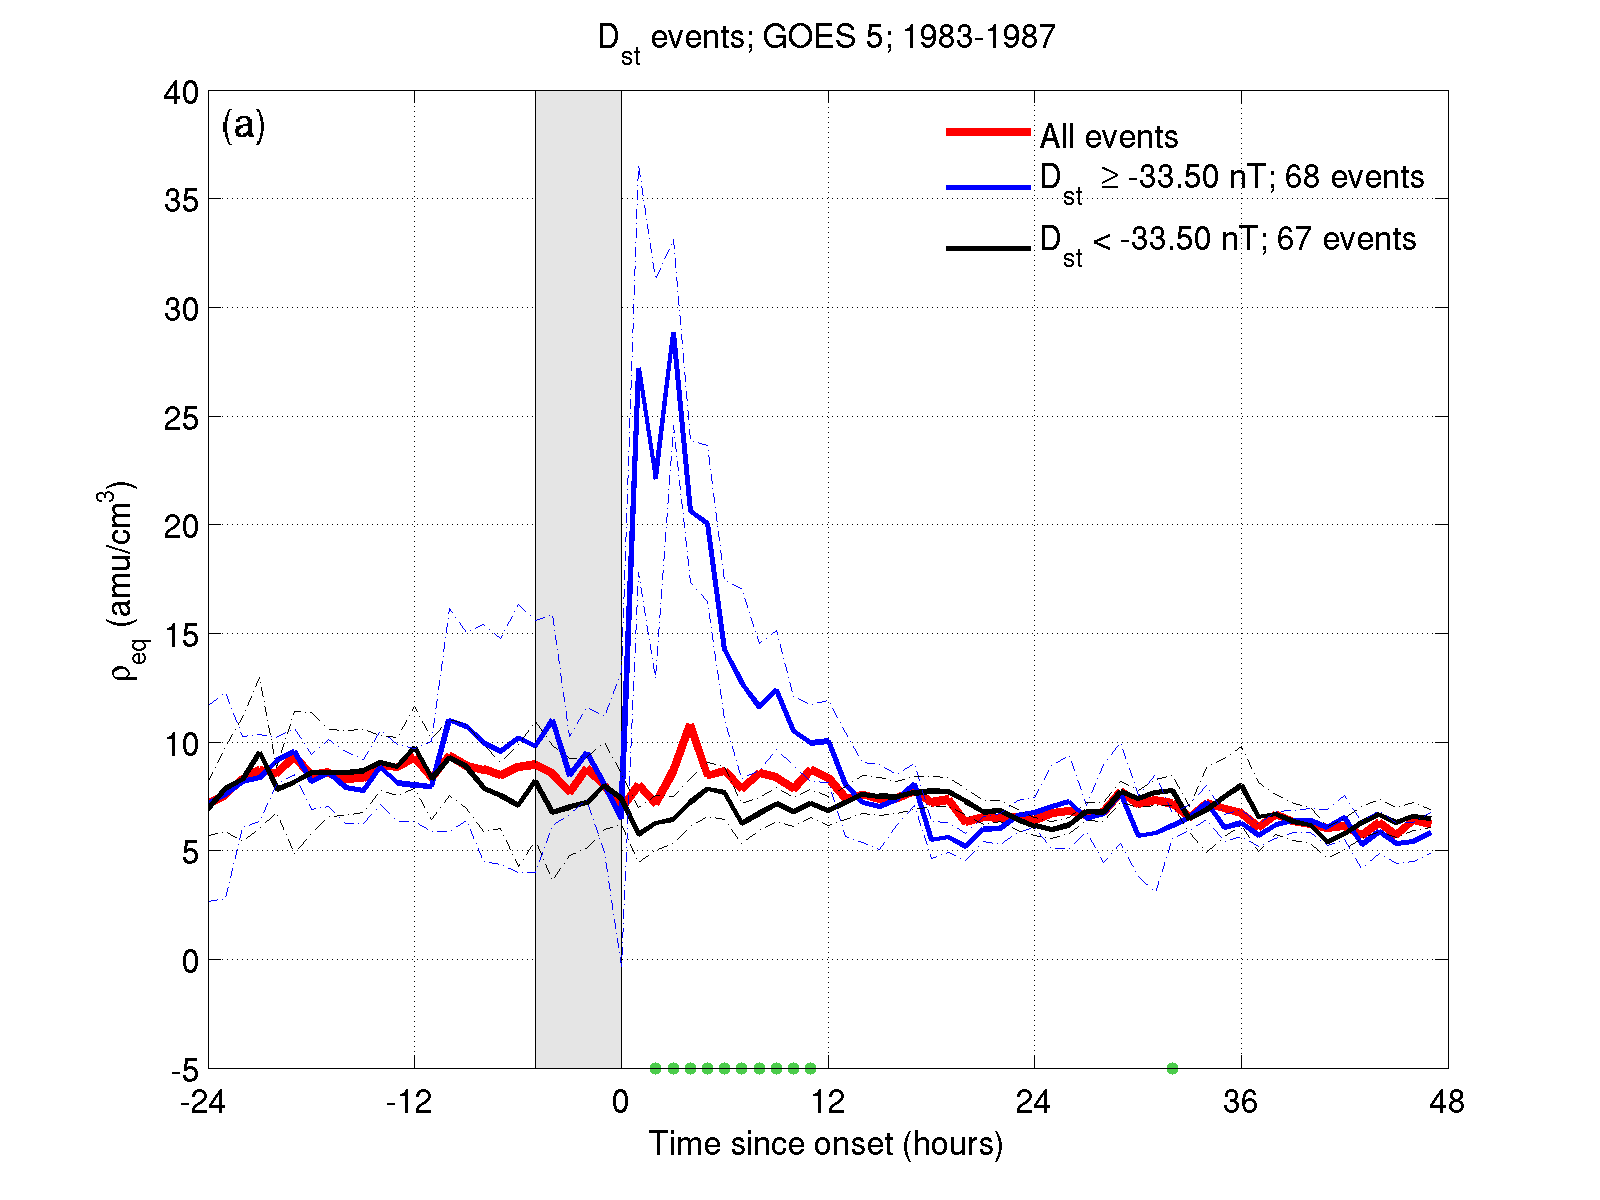 Dst events; GOES 5; 1983-1987
(a)
All events
Dst ≥ -33.50 nT; 68 events
Dst < -33.50 nT; 67 events
40
35
30
25
20
15
10
5
0
-5
ρeq (amu/cm³)
-24 -12 0 12 24 36 48
Time since onset (hours)